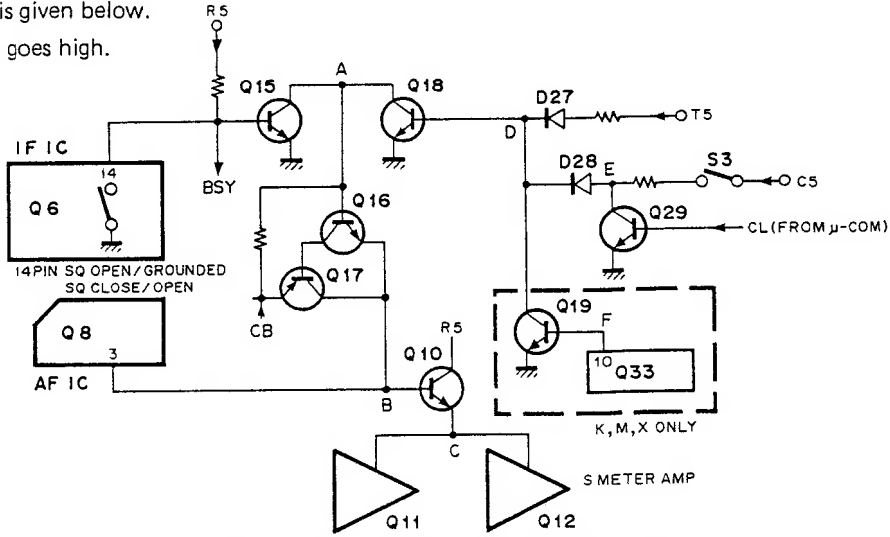 is given below.
goes high.
R5
Q15
A
Q18
D27
D
T5
D28
E
S3
C5
IF IC
14
Q6
BSY
Q16
Q29
CL(FROM μ-COM)
14PIN SQ OPEN/GROUNDED
SQ CLOSE/OPEN
Q17
Q19
F
CB
R5
Q8
3
Q10
10
Q33
AF IC
B
K,M,X ONLY
C
S METER AMP
Q11
Q12